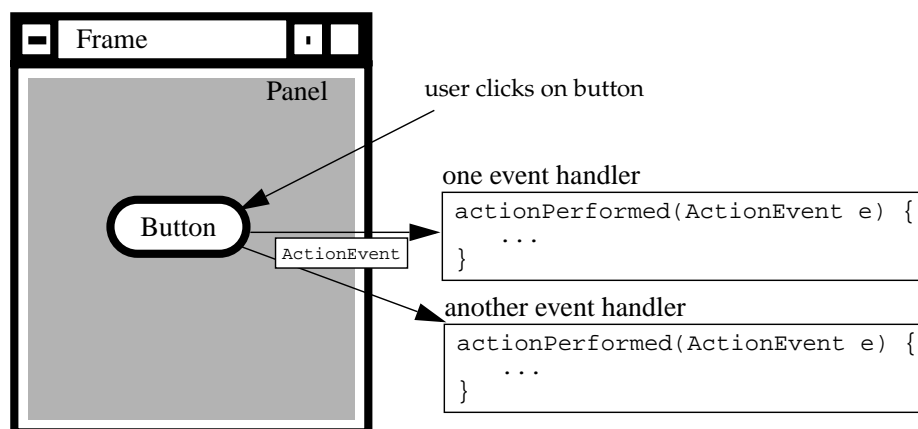 Frame
Panel
user clicks on button
one event handler
actionPerformed(ActionEvent e) {
...
}
Button
ActionEvent
another event handler
actionPerformed(ActionEvent e) {
...
}